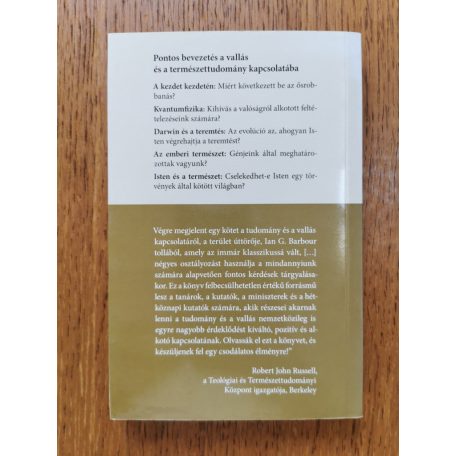 Pontos bevezetés a vallás
és a természettudomány kapcsolatába
A kezdet kezdetén: Miért következett be az ősrob-
banás?
Kvantumfizika: Kihívás a valóságról alkotott felté-
telezéseink számára?
Darwin és a teremtés: Az evolúció az, ahogyan Is-
ten végrehajtja a teremtést?
Az emberi természet: Génjeink által meghatáro-
zottak vagyunk?
Isten és a természet: Cselekedhet-e Isten egy tör-
vények által kötött világban?
Végre megjelent egy kötet a tudomány és a vallás
kapcsolatáról, a terület úttörője, Ian G. Barbour
tollából, amely az immár klasszikussá vált, [...]
négyes osztályozást használja a mindannyiunk
számára alapvetően fontos kérdések tárgyalása-
kor. Ez a könyv felbecsülhetetlen értékű forrásmű
lesz a tanárok, a kutatók, a miniszterek és a hét-
köznapi kutatók számára, akik részesei akarnak
lenni a tudomány és a vallás nemzetközileg is
egyre nagyobb érdeklődést kiváltó, pozitív és al-
kotó kapcsolatának. Olvassák el ezt a könyvet, és
készüljenek fel egy csodálatos élményre!"
Robert John Russell,
a Teológiai és Természettudományi
Központ igazgatója, Berkeley